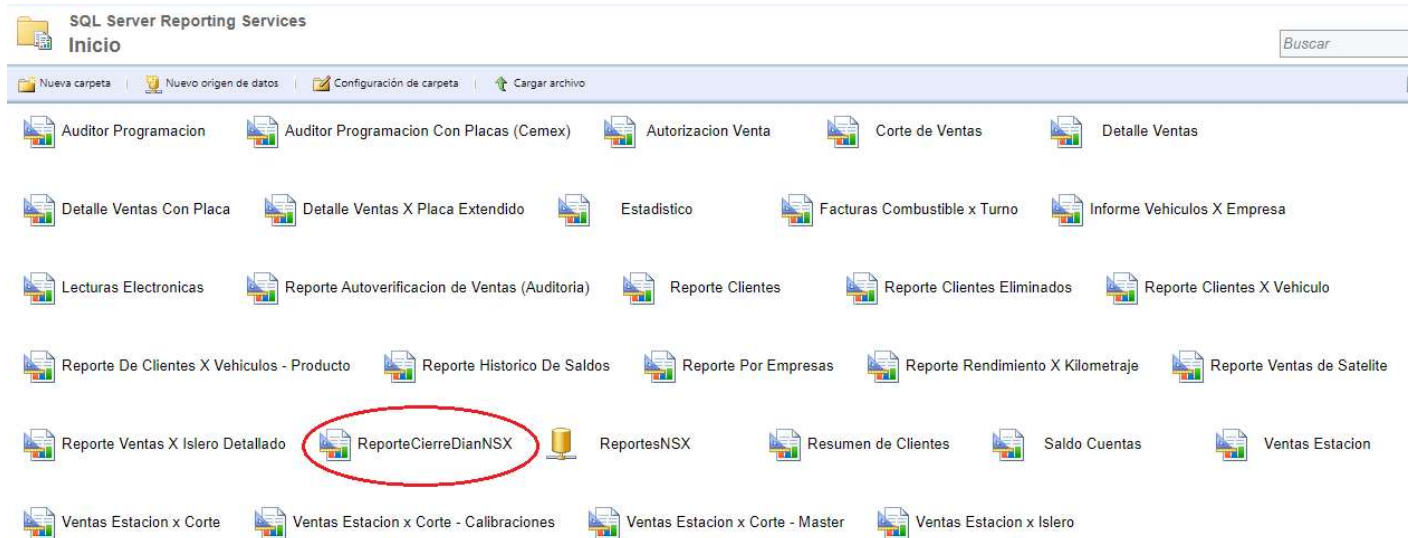 SQL Server Reporting Services
Inicio
Buscar
Nueva carpeta | Nuevo origen de datos | Configuración de carpeta | Cargar archivo
Auditor Programacion Auditor Programacion Con Placas (Cemex) Autorizacion Venta Corte de Ventas Detalle Ventas
Detalle Ventas Con Placa Detalle Ventas X Placa Extendido Estadistico Facturas Combustible x Turno Informe Vehiculos X Empresa
Lecturas Electronicas Reporte Autoverificacion de Ventas (Auditoria) Reporte Clientes Reporte Clientes Eliminados Reporte Clientes X Vehiculo
Reporte De Clientes X Vehiculos - Producto Reporte Historico De Saldos Reporte Por Empresas Reporte Rendimiento X Kilometraje Reporte Ventas de Satelite
Reporte Ventas X Islero Detallado ReporteCierreDianNSX ReportesNSX Resumen de Clientes Saldo Cuentas Ventas Estacion
Ventas Estacion x Corte Ventas Estacion x Corte - Calibraciones Ventas Estacion x Corte - Master Ventas Estacion x Islero